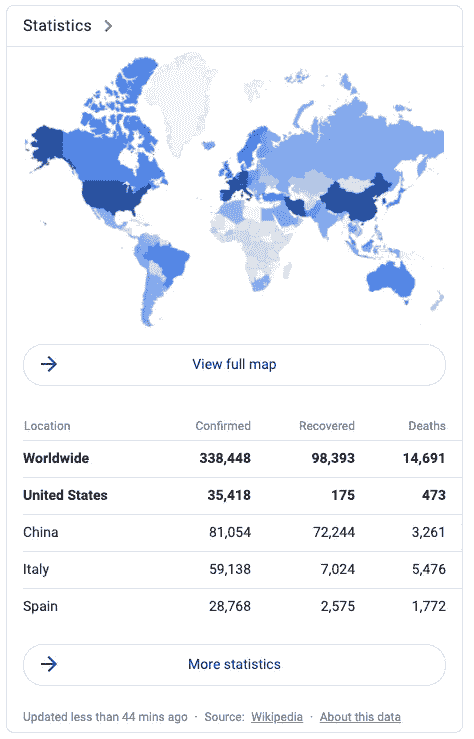 Statistics
View full map
Location Confirmed Recovered Deaths
Worldwide 338,448 98,393 14,691
United States 35,418 175 473
China 81,054 72,244 3,261
Italy 59,138 7,024 5,476
Spain 28,768 2,575 1,772
More statistics
Updated less than 44 mins ago · Source: Wikipedia · About this data